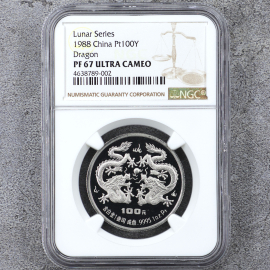 Lunar Series
1988 China Pt100Y
Dragon
PF 67 ULTRA CAMEO
4638789-002
NUMISMATIC GUARANTY CORPORATION
NGC
100元